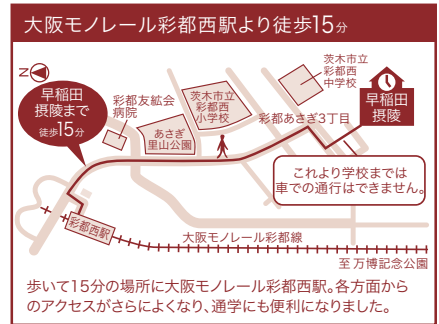 大阪モノレール彩都西駅より徒歩15分
N
早稲田
摂陵まで
徒歩15分
彩都友紘会
病院
あさぎ
里山公園
茨木市立
彩都西
小学校
茨木市立
彩都西
中学校
彩都あさぎ3丁目
早稲田
摂陵
これより学校までは
車での通行はできません。
彩都西駅
大阪モノレール彩都線
至万博記念公園
歩いて15分の場所に大阪モノレール彩都西駅。各方面から
のアクセスがさらによくなり、通学にも便利になりました。